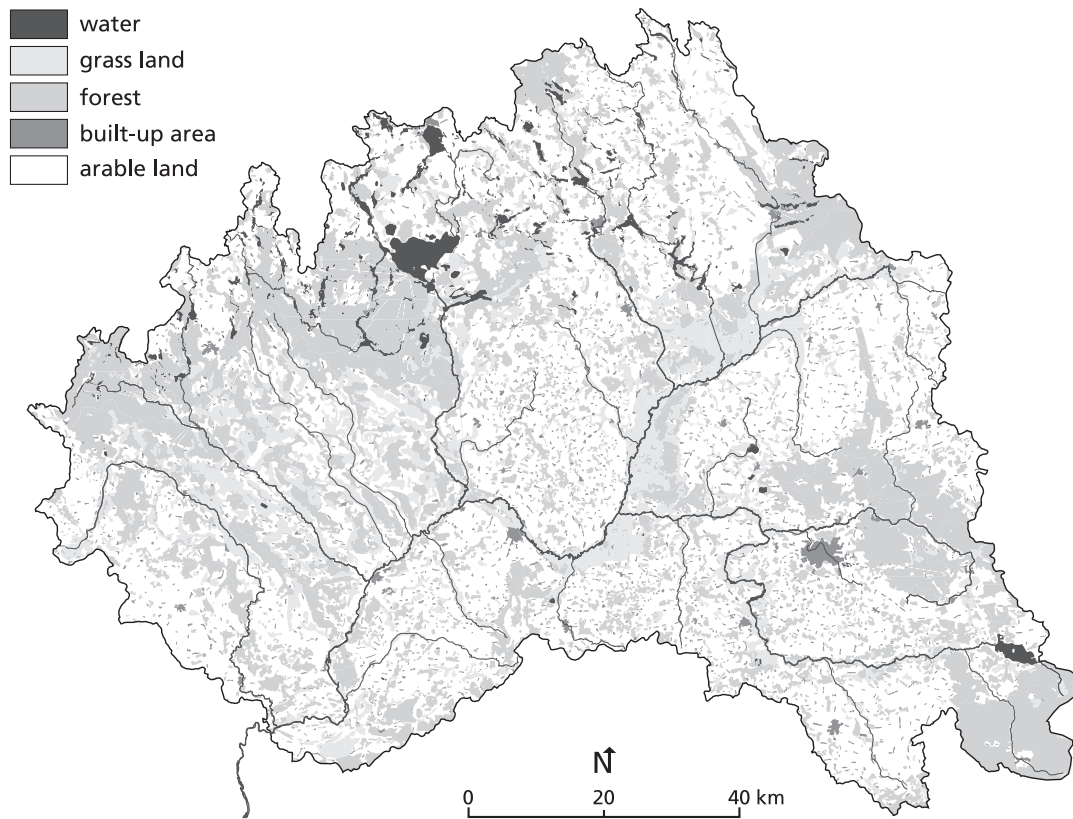 water
grass land
forest
built-up area
arable land
N
0 20 40 km